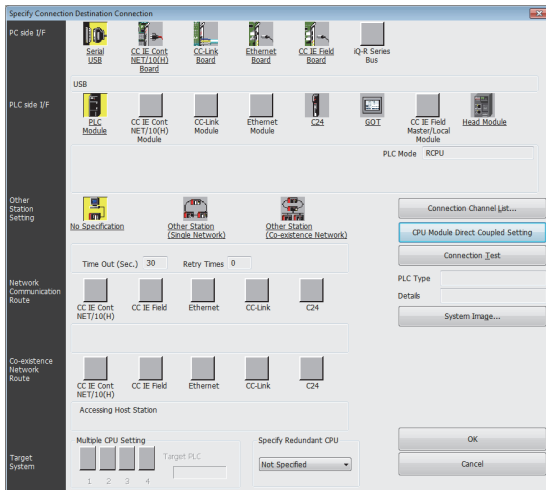 Specify Connection Destination Connection
PC side I/F
Serial
USB
CC IE Cont
NET/10(H)
Board
CC-Link
Board
Ethernet
Board
CC IE Field
Board
iQ-R Series
Bus
USB
PLC side I/F
PLC
Module
CC IE Cont
NET/10(H)
Module
CC-Link
Module
Ethernet
Module
C24
GOT
CC IE Field
Master/Local
Module
Head Module
PLC Mode RCPU
Other
Station
Setting
No Specification
Other Station
(Single Network)
Other Station
(Co-existence Network)
Connection Channel List...
CPU Module Direct Coupled Setting
Time Out (Sec.) 30 Retry Times 0
Connection Test
PLC Type
Details
System Image...
Network
Communication
Route
CC IE Cont
NET/10(H)
CC IE Field
Ethernet
CC-Link
C24
Co-existence
Network
Route
CC IE Cont
NET/10(H)
CC IE Field
Ethernet
CC-Link
C24
Accessing Host Station
Target
System
Multiple CPU Setting
Target PLC
1 2 3 4
Specify Redundant CPU
Not Specified
OK
Cancel